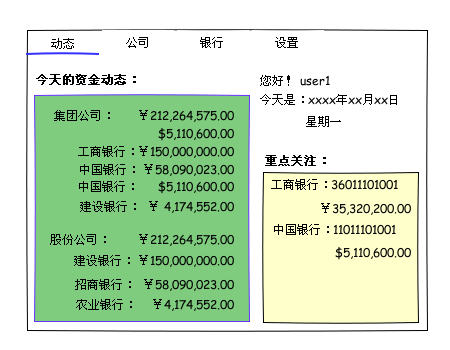 动态 公司 银行 设置
今天的资金动态：
集团公司： ￥212,264,575.00
$5,110,600.00
工商银行：￥150,000,000.00
中国银行：￥58,090,023.00
中国银行： $5,110,600.00
建设银行：￥ 4,174,552.00
股份公司： ￥212,264,575.00
建设银行：￥150,000,000.00
招商银行：￥58,090,023.00
农业银行： ￥4,174,552.00
您好！ user1
今天是：xxxx年xx月xx日
星期一
重点关注：
工商银行：36011101001
￥35,320,200.00
中国银行：11011101001
$5,110,600.00